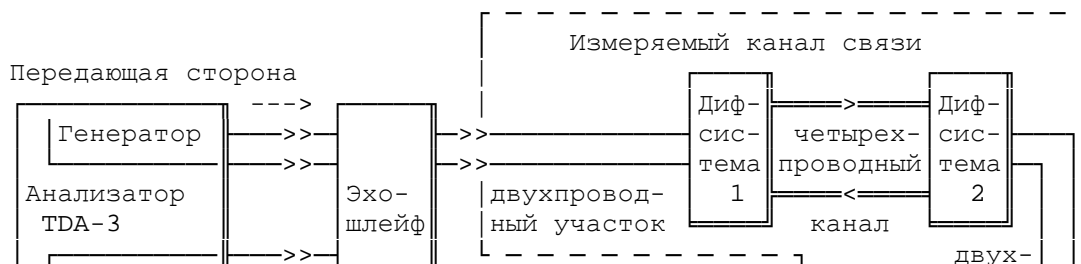 Измеряемый канал связи
Передающая сторона
--->
Диф- Диф-
Генератор >> >> > сис- четырех- сис-
>> >> тема проводный тема
Анализатор Эхо- двухпровод- 1 < 2
TDA-3 шлейф ный участок канал
>> двух-